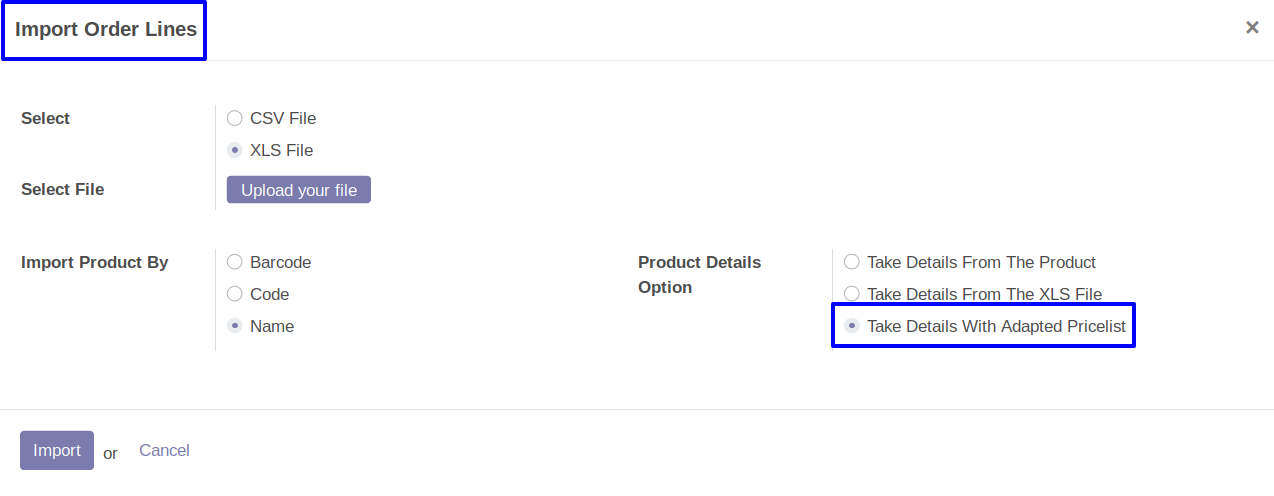 Import Order Lines
×
Select
CSV File
XLS File
Select File
Upload your file
Import Product By
Barcode
Code
Name
Product Details
Option
Take Details From The Product
Take Details From The XLS File
Take Details With Adapted Pricelist
Import or Cancel